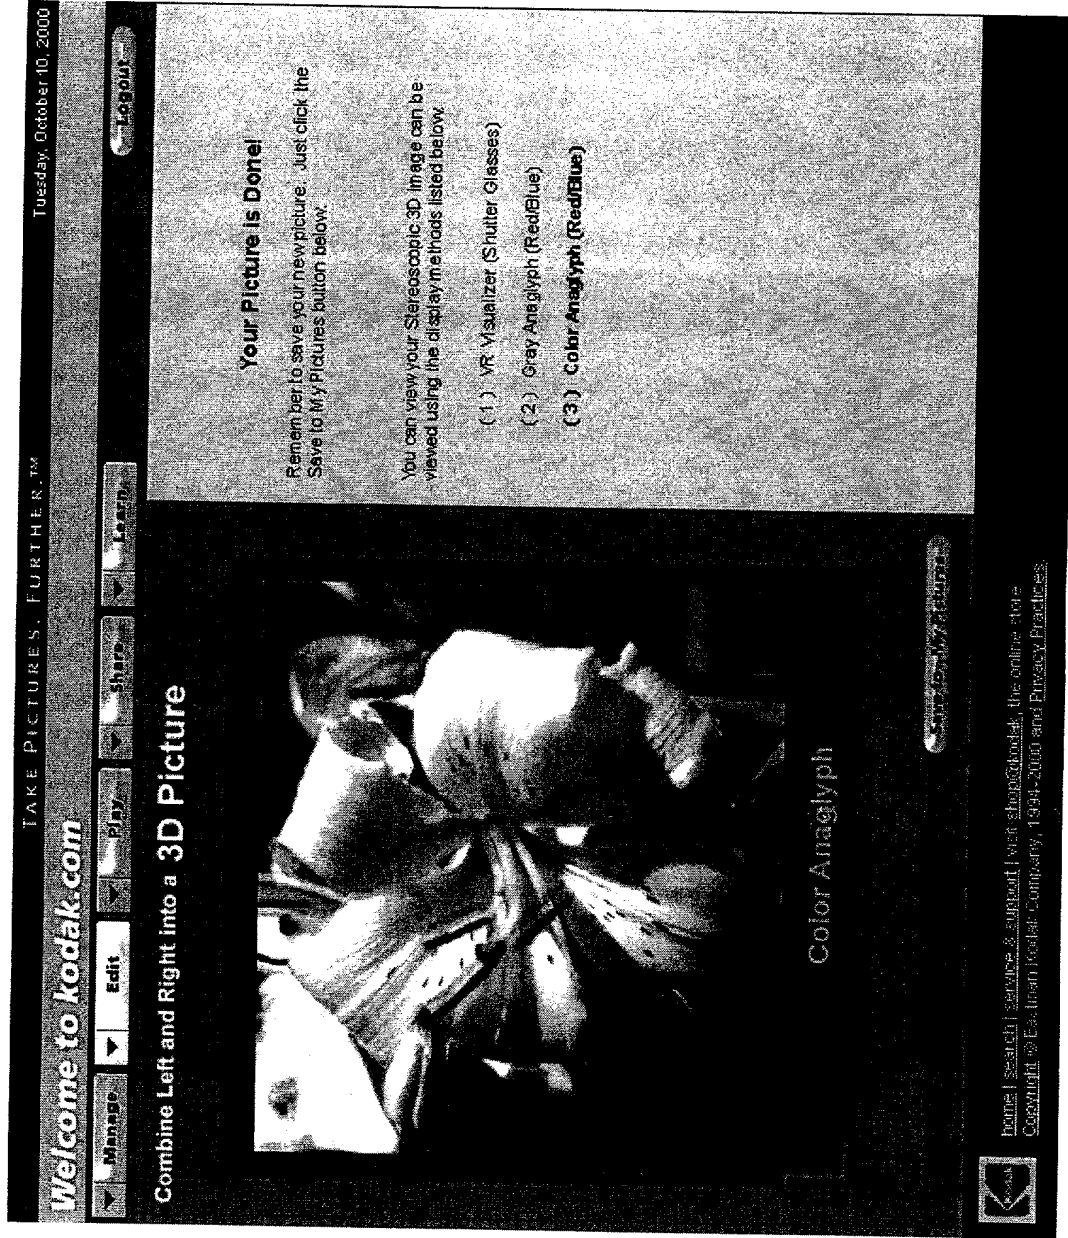 TAKE PICTURES. FURTHER.™
Tuesday, October 10, 2000
Welcome to kodak.com
Manage
Edit
Play
Share
Learn
Logout
Combine Left and Right into a 3D Picture
Color Anaglyph
Save to My Pictures
Your Picture is Done!
Remember to save your new picture. Just click the
Save to My Pictures button below.
You can view your Stereoscopic 3D image can be
viewed using the display methods listed below.
( 1 ) VR Visualizer (Shutter Glasses)
( 2 ) Gray Anaglyph (Red/Blue)
( 3 ) Color Anaglyph (Red/Blue)
Kodak
home | search | service & support | visit shop@kodak, the online store
Copyright © Eastman Kodak Company, 1994-2000 and Privacy Practices.